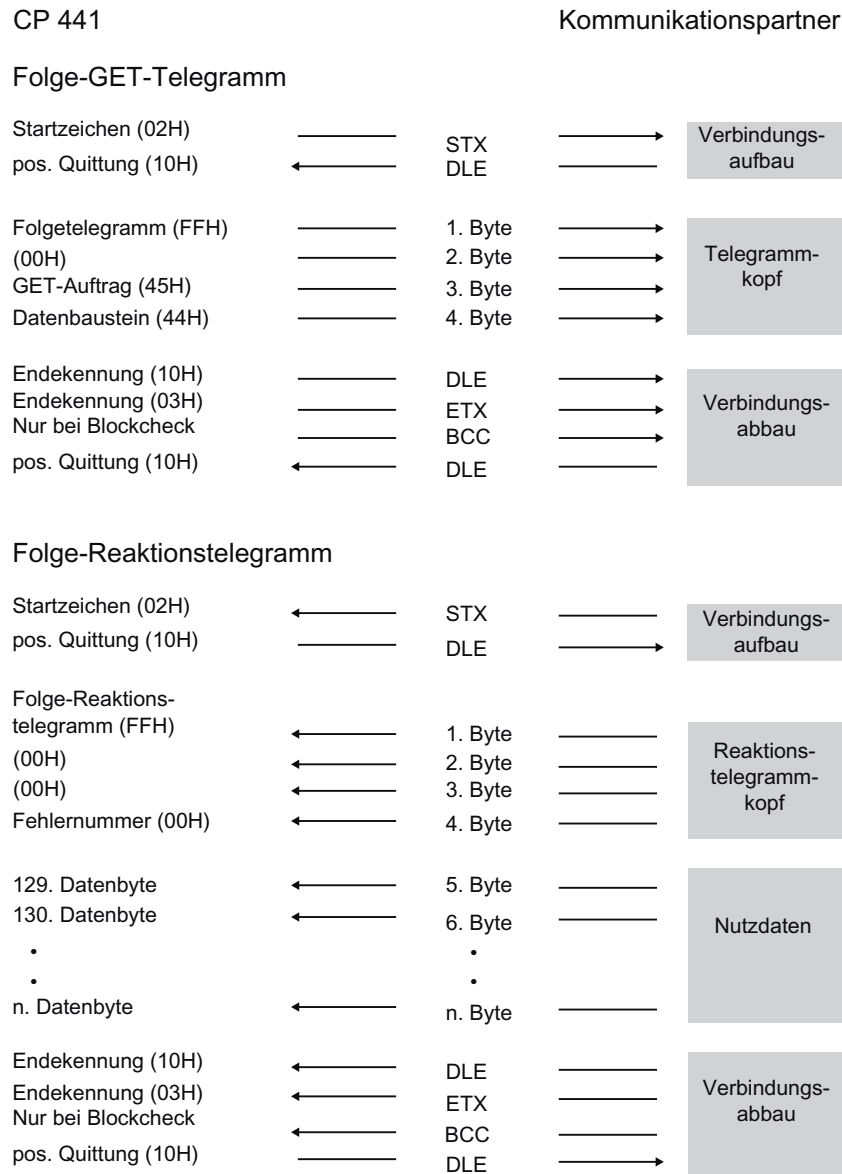 CP 441 Kommunikationspartner
Folge-GET-Telegramm
Startzeichen (02H) STX Verbindungs-
pos. Quittung (10H) DLE aufbau
Folgetelegramm (FFH) 1. Byte
(00H) 2. Byte Telegramm-
GET-Auftrag (45H) 3. Byte kopf
Datenbaustein (44H) 4. Byte
Endekennung (10H) DLE
Endekennung (03H) ETX Verbindungs-
Nur bei Blockcheck BCC abbau
pos. Quittung (10H) DLE
Folge-Reaktionstelegramm
Startzeichen (02H) STX Verbindungs-
pos. Quittung (10H) DLE aufbau
Folge-Reaktions-
telegramm (FFH) 1. Byte
(00H) 2. Byte Reaktions-
(00H) 3. Byte telegramm-
Fehlernummer (00H) 4. Byte kopf
129. Datenbyte 5. Byte
130. Datenbyte 6. Byte Nutzdaten
• •
• •
n. Datenbyte n. Byte
Endekennung (10H) DLE
Endekennung (03H) ETX Verbindungs-
Nur bei Blockcheck BCC abbau
pos. Quittung (10H) DLE